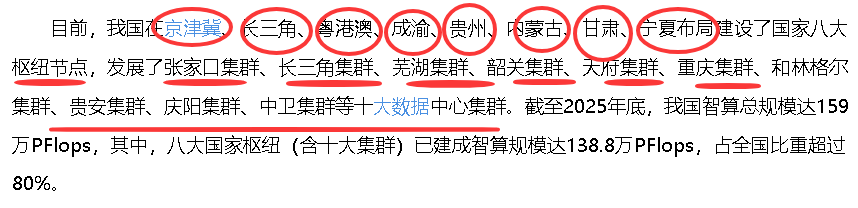 目前，我国在京津冀、长三角、粤港澳、成渝、贵州、内蒙古、甘肃、宁夏布局建设了国家八大
枢纽节点，发展了张家口集群、长三角集群、芜湖集群、韶关集群、天府集群、重庆集群、和林格尔
集群、贵安集群、庆阳集群、中卫集群等十大数据中心集群。截至2025年底，我国智算总规模达159
万PFlops，其中，八大国家枢纽（含十大集群）已建成智算规模达138.8万PFlops，占全国比重超过
80%。